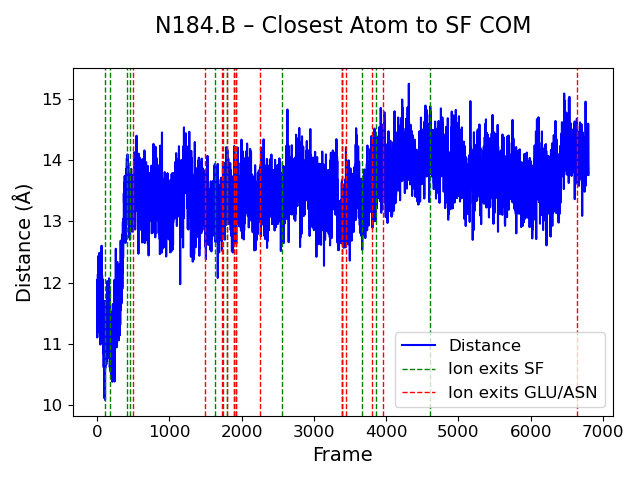 N184.B – Closest Atom to SF COM
Distance (Å)
15
14
13
12
11
10
Distance
Ion exits SF
Ion exits GLU/ASN
0 1000 2000 3000 4000 5000 6000 7000
Frame